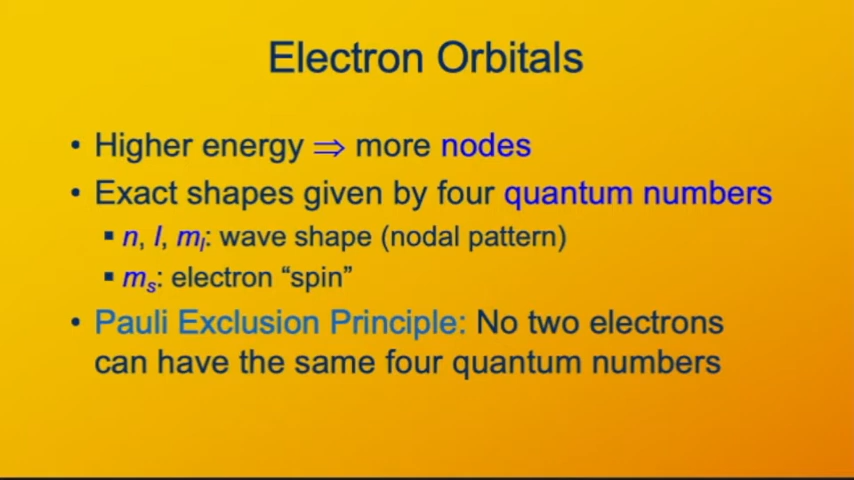 Electron Orbitals
• Higher energy ⇒ more nodes
• Exact shapes given by four quantum numbers
▪ n, l, mₗ: wave shape (nodal pattern)
▪ mₛ: electron “spin”
• Pauli Exclusion Principle: No two electrons
can have the same four quantum numbers